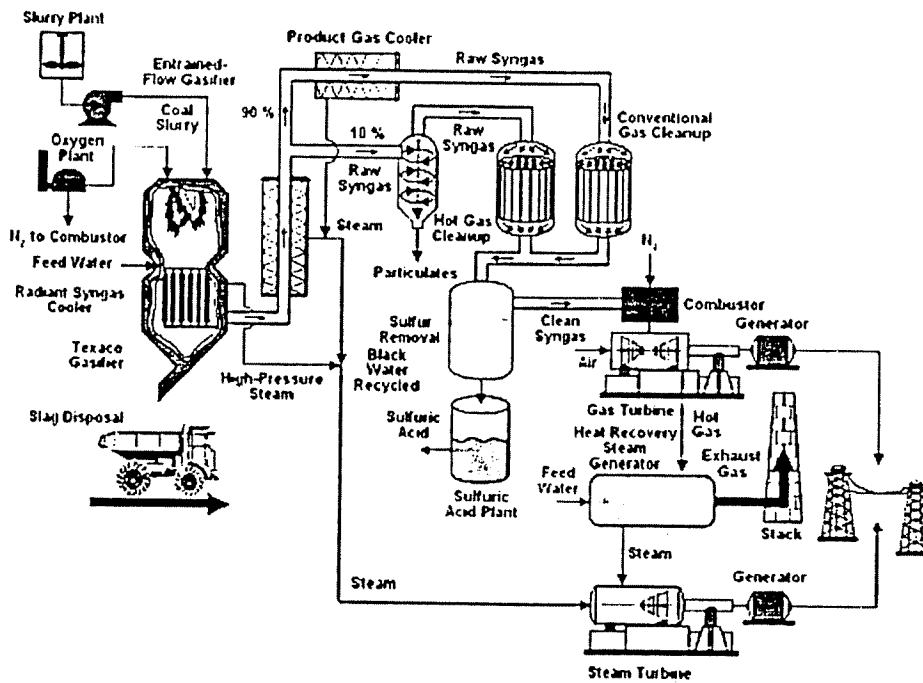 Slurry Plant
Product Gas Cooler
Raw Syngas
Entrained-
Flow Gasifier
Coal
Slurry
90 %
10 %
Raw
Syngas
Conventional
Gas Cleanup
Oxygen
Plant
Raw
Syngas
Steam
Hot Gas
Cleanup
N2 to Combustor
Feed Water
Particulates
Radiant Syngas
Cooler
Combustor
Clean
Syngas
Generator
Sulfur
Removal
Texaco
Gasifier
Black
Water
Recycled
Air
High-Pressure
Steam
Gas Turbine
Hot
Gas
Slag Disposal
Sulfuric
Acid
Heat Recovery
Steam
Generator
Exhaust
Gas
Feed
Water
Sulfuric
Acid Plant
Stack
Steam
Steam
Generator
Steam Turbine